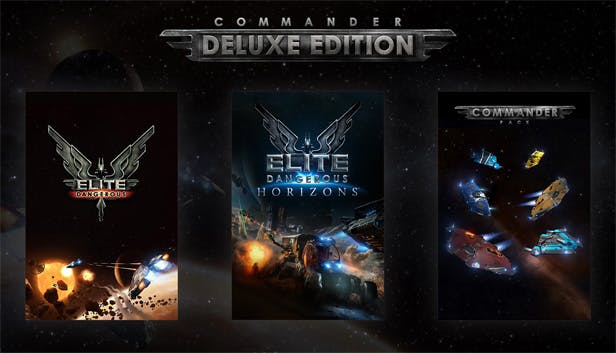 COMMANDER
DELUXE EDITION
ELITE
DANGEROUS
ELITE
DANGEROUS
HORIZONS
COMMANDER
PACK